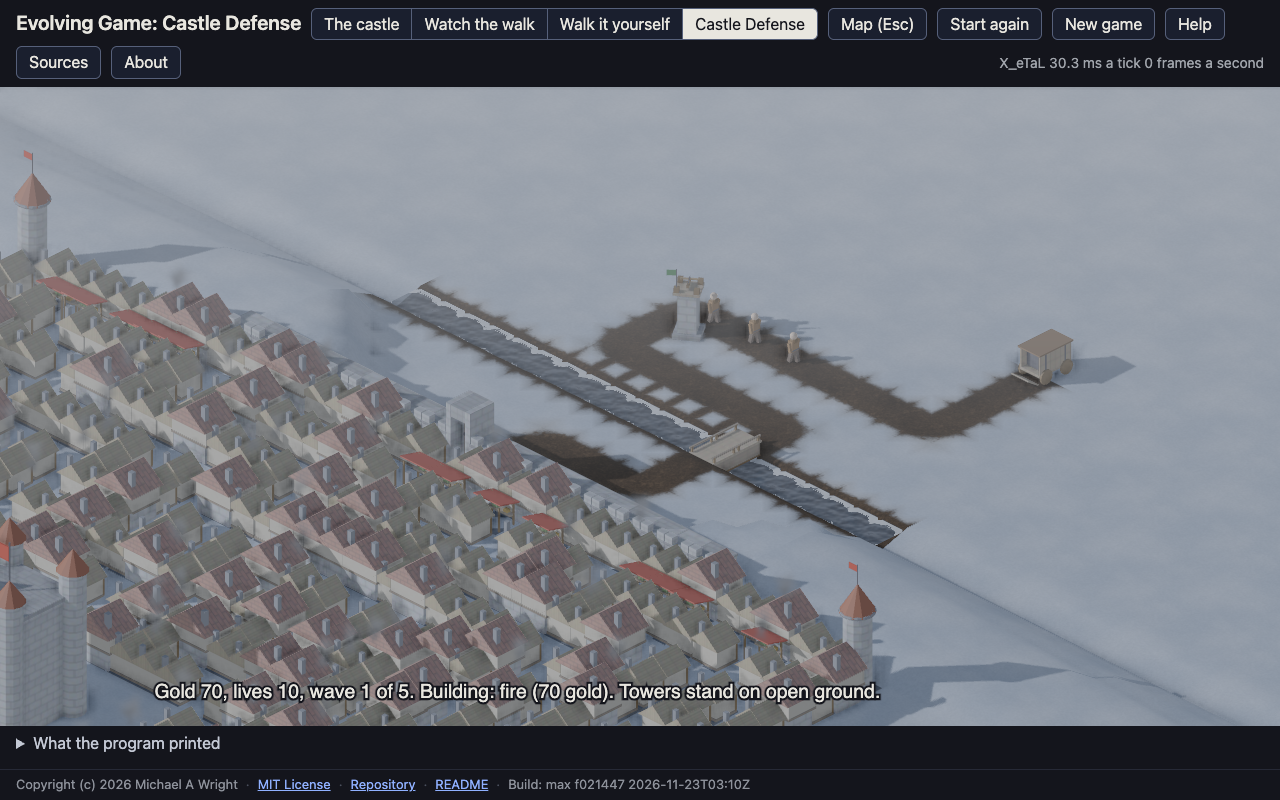 Evolving Game: Castle Defense
The castle
Watch the walk
Walk it yourself
Castle Defense
Map (Esc)
Start again
New game
Help
Sources
About
X_eTaL 30.3 ms a tick 0 frames a second
Gold 70, lives 10, wave 1 of 5. Building: fire (70 gold). Towers stand on open ground.
What the program printed
Copyright (c) 2026 Michael A Wright · MIT License · Repository · README · Build: max f021447 2026-11-23T03:10Z